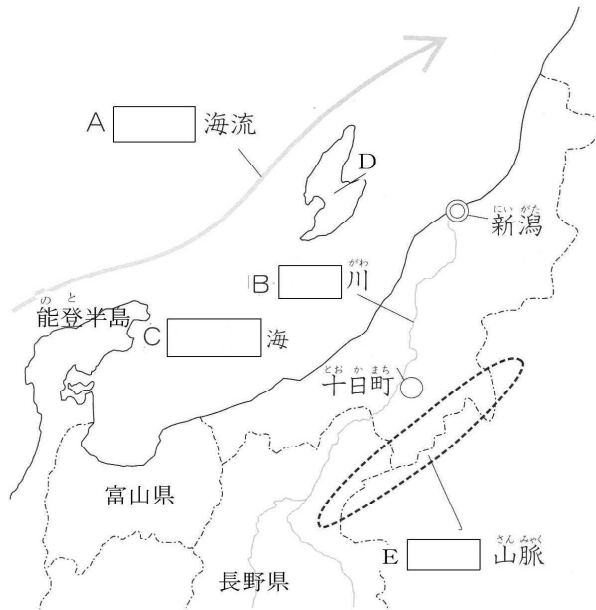 A 海流
D
にい がた
新潟
がわ
B 川
の と
能登半島
C 海
とお か まち
十日町
富山県
さん みゃく
E 山脈
長野県